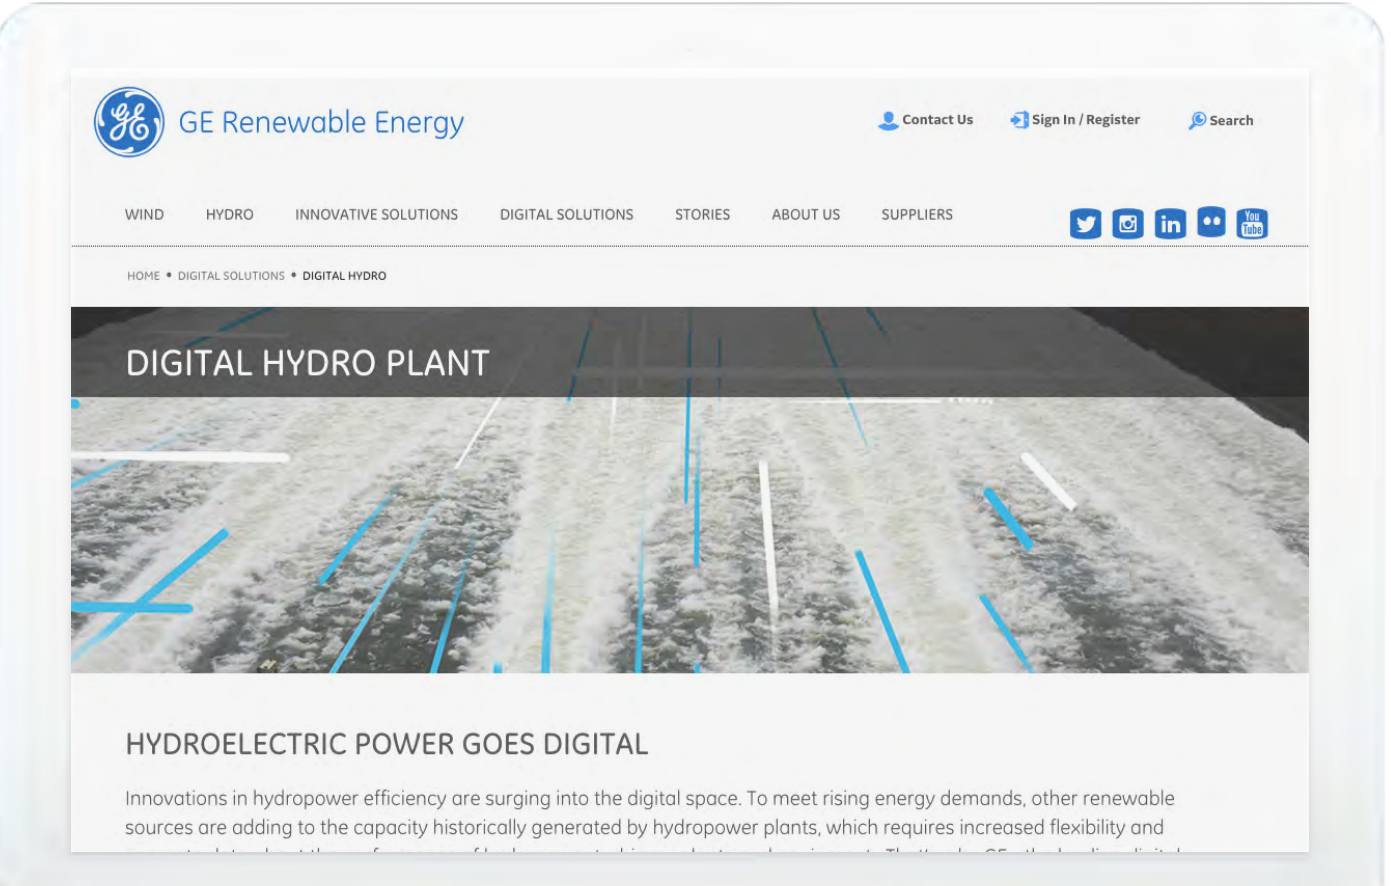 GE GE Renewable Energy
Contact Us Sign In / Register Search
WIND HYDRO INNOVATIVE SOLUTIONS DIGITAL SOLUTIONS STORIES ABOUT US SUPPLIERS
in You Tube
HOME • DIGITAL SOLUTIONS • DIGITAL HYDRO
DIGITAL HYDRO PLANT
HYDROELECTRIC POWER GOES DIGITAL
Innovations in hydropower efficiency are surging into the digital space. To meet rising energy demands, other renewable
sources are adding to the capacity historically generated by hydropower plants, which requires increased flexibility and